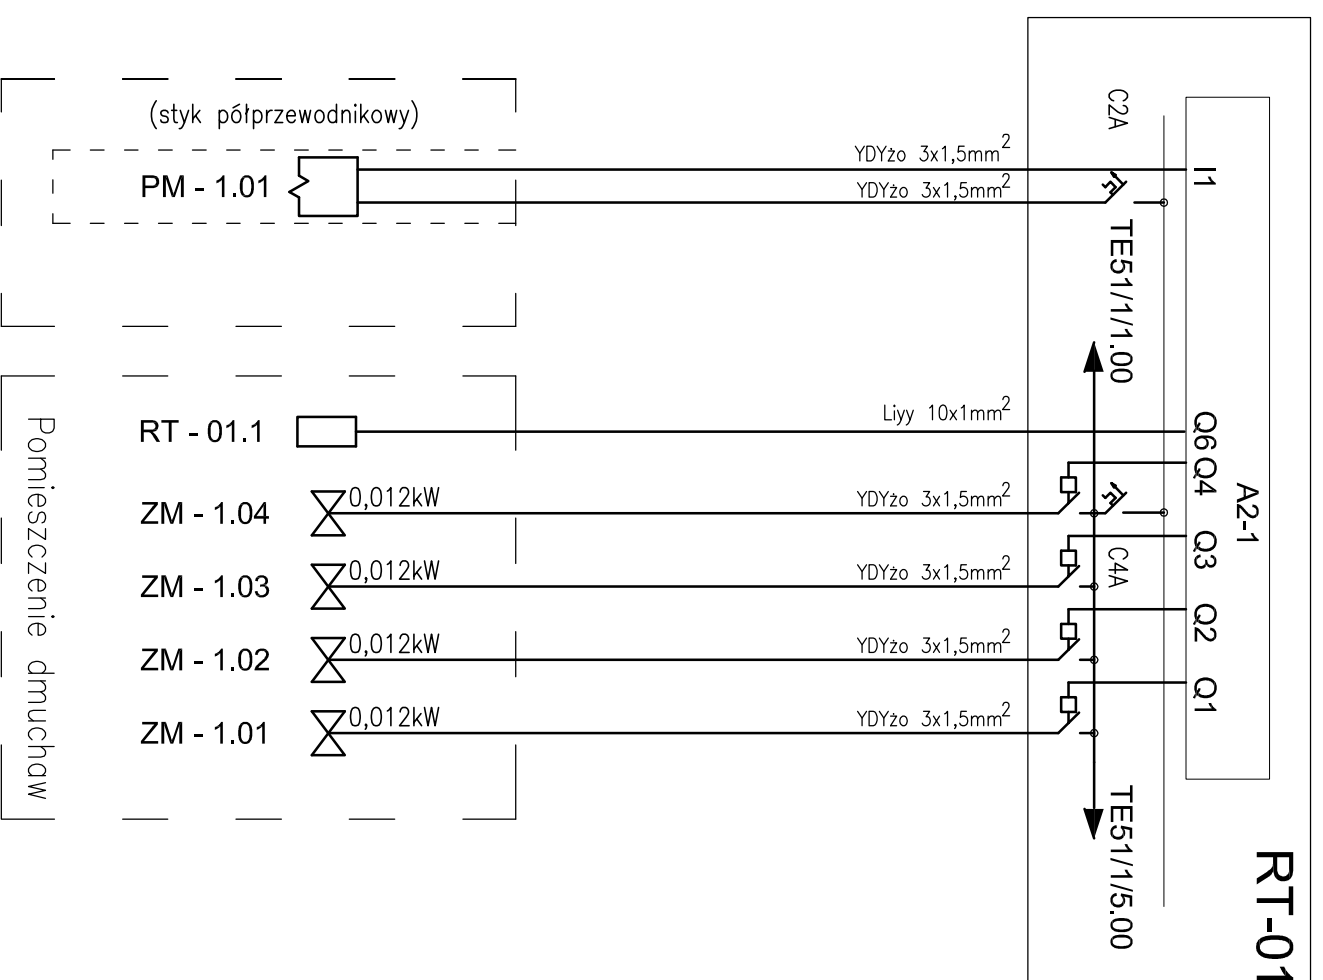 (styk półprzewodnikowy)
PM - 1.01
YDYżo 3x1,5mm²
YDYżo 3x1,5mm²
C2A
I1
TE51/1/1.00
Pomieszczenie dmuchaw
RT - 01.1
Liyy 10x1mm²
Q6
ZM - 1.04
0,012kW
YDYżo 3x1,5mm²
Q4
A2-1
ZM - 1.03
0,012kW
YDYżo 3x1,5mm²
C4A
Q3
ZM - 1.02
0,012kW
YDYżo 3x1,5mm²
Q2
ZM - 1.01
0,012kW
YDYżo 3x1,5mm²
Q1
TE51/1/5.00
RT-01